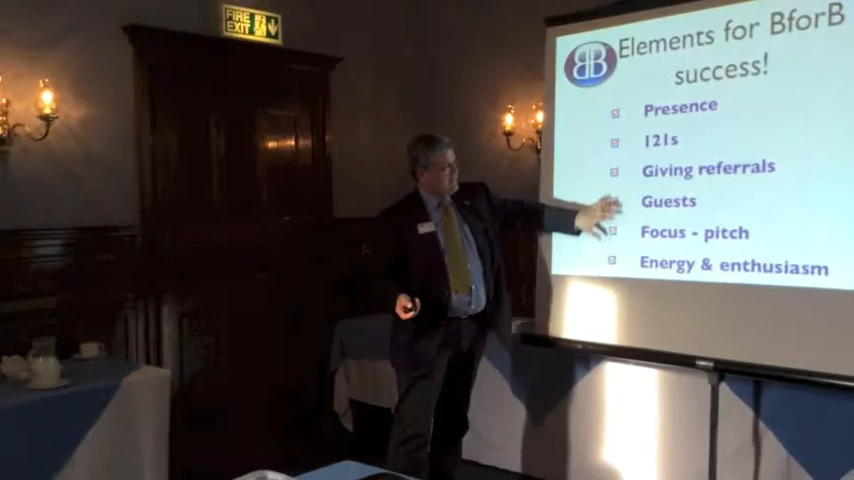 FIRE
EXIT
BB
Elements for BforB
success!
Presence
121s
Giving referrals
Guests
Focus - pitch
Energy & enthusiasm